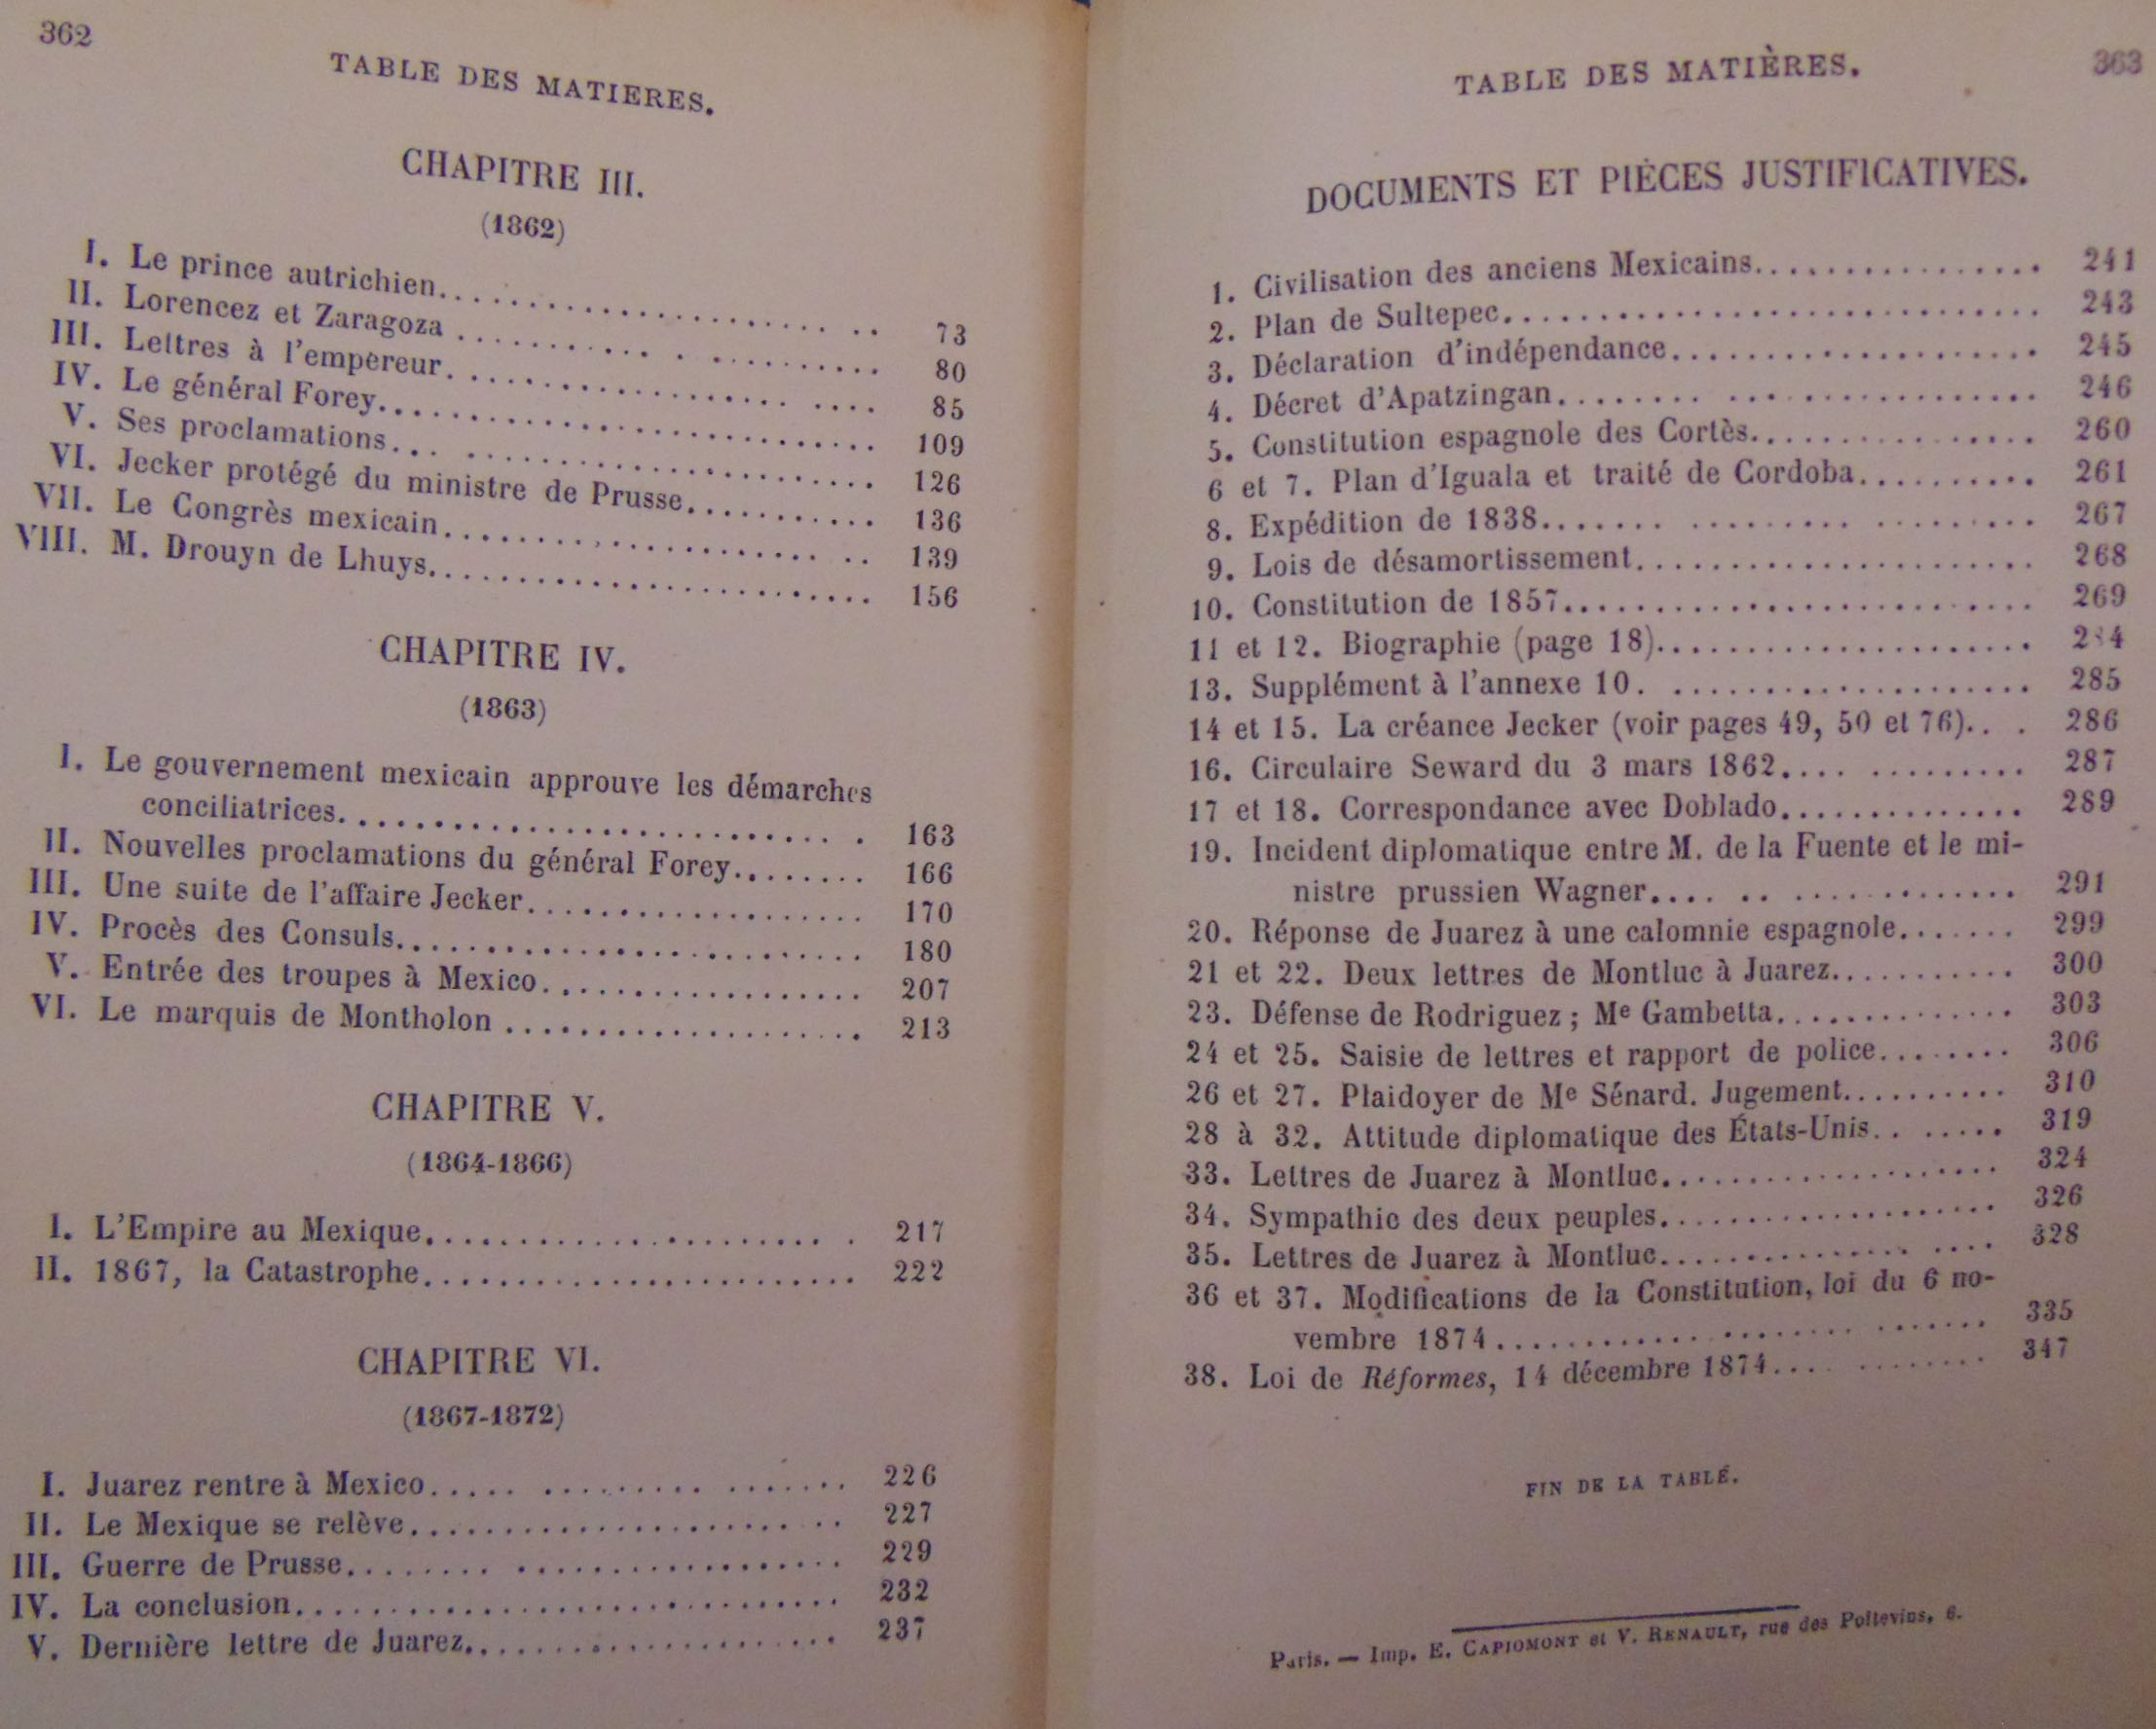 362
TABLE DES MATIERES.
CHAPITRE III.
(1862)
I. Le prince autrichien 73
II. Lorencez et Zaragoza 80
III. Lettres à l'empereur 85
IV. Le général Forey 109
V. Ses proclamations 126
VI. Jecker protégé du ministre de Prusse 136
VII. Le Congrès mexicain 139
VIII. M. Drouyn de Lhuys 156
CHAPITRE IV.
(1863)
I. Le gouvernement mexicain approuve les démarches
conciliatrices 163
II. Nouvelles proclamations du général Forey 166
III. Une suite de l'affaire Jecker 170
IV. Procès des Consuls 180
V. Entrée des troupes à Mexico 207
VI. Le marquis de Montholon 213
CHAPITRE V.
(1864-1866)
I. L'Empire au Mexique 217
II. 1867, la Catastrophe 222
CHAPITRE VI.
(1867-1872)
I. Juarez rentre à Mexico 226
II. Le Mexique se relève 227
III. Guerre de Prusse 229
IV. La conclusion 232
V. Dernière lettre de Juarez 237
TABLE DES MATIÈRES. 363
DOCUMENTS ET PIÈCES JUSTIFICATIVES.
1. Civilisation des anciens Mexicains 241
2. Plan de Sultepec 243
3. Déclaration d'indépendance 245
4. Décret d'Apatzingan 246
5. Constitution espagnole des Cortès 260
6 et 7. Plan d'Iguala et traité de Cordoba 261
8. Expédition de 1838 267
9. Lois de désamortissement 268
10. Constitution de 1857 269
11 et 12. Biographie (page 18)
13. Supplément à l'annexe 10. 285
14 et 15. La créance Jecker (voir pages 49, 50 et 76) 286
16. Circulaire Seward du 3 mars 1862 287
17 et 18. Correspondance avec Doblado 289
19. Incident diplomatique entre M. de la Fuente et le mi-
nistre prussien Wagner 291
20. Réponse de Juarez à une calomnie espagnole 299
21 et 22. Deux lettres de Montluc à Juarez 300
23. Défense de Rodriguez ; Me Gambetta 303
24 et 25. Saisie de lettres et rapport de police 306
26 et 27. Plaidoyer de Me Sénard. Jugement 310
28 à 32. Attitude diplomatique des États-Unis 319
33. Lettres de Juarez à Montluc 324
34. Sympathie des deux peuples 326
35. Lettres de Juarez à Montluc 328
36 et 37. Modifications de la Constitution, loi du 6 no-
vembre 1874 335
38. Loi de Réformes, 14 décembre 1874 347
FIN DE LA TABLE.
Paris. — Imp. E. CAPIOMONT et V. RENAULT, rue des Poitevins, 6.